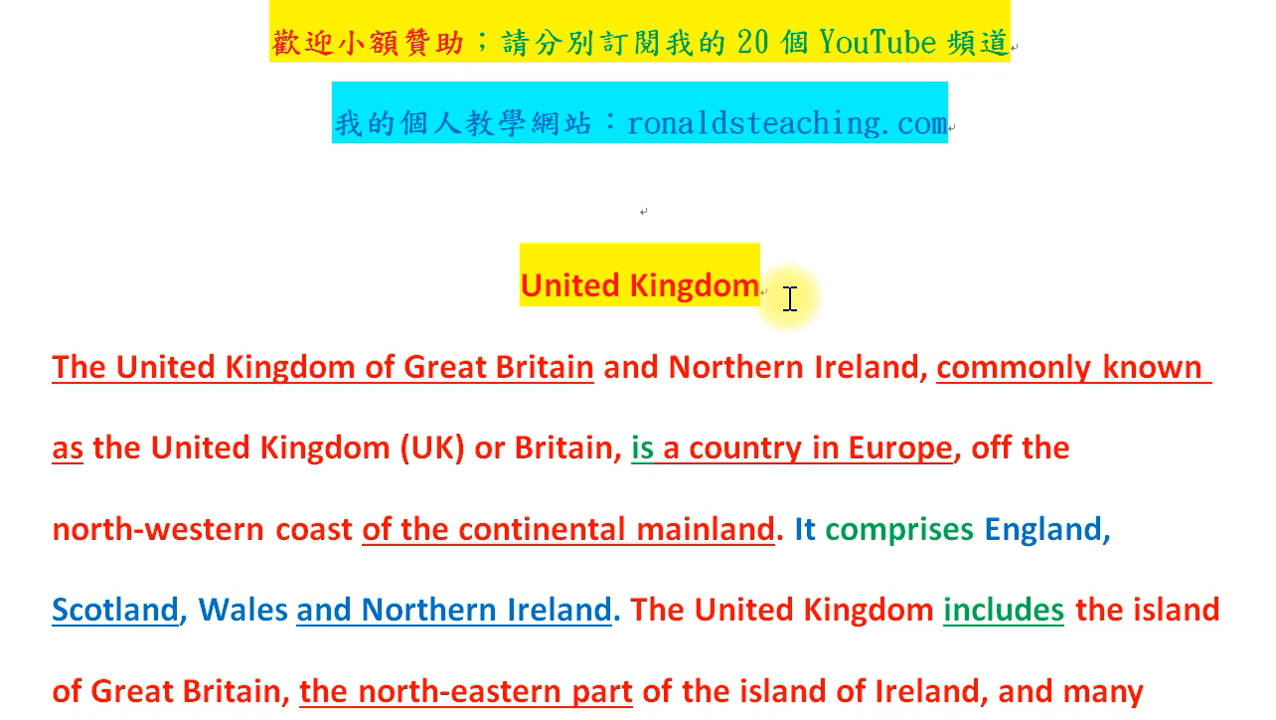 歡迎小額贊助；請分別訂閱我的 20 個 YouTube 頻道
我的個人教學網站：ronaldsteaching.com
United Kingdom
The United Kingdom of Great Britain and Northern Ireland, commonly known
as the United Kingdom (UK) or Britain, is a country in Europe, off the
north-western coast of the continental mainland. It comprises England,
Scotland, Wales and Northern Ireland. The United Kingdom includes the island
of Great Britain, the north-eastern part of the island of Ireland, and many